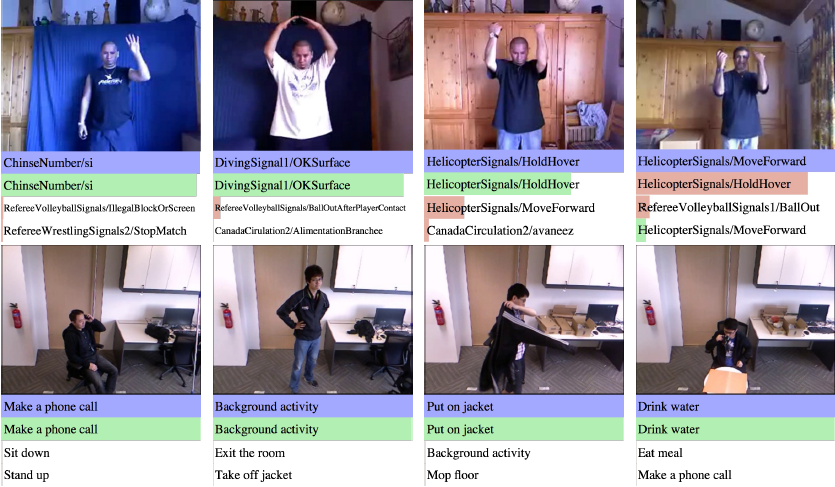 ChinseNumber/si
ChinseNumber/si
RefereeVolleyballSignals/IllegalBlockOrScreen
RefereeWrestlingSignals2/StopMatch
DivingSignal1/OKSurface
DivingSignal1/OKSurface
RefereeVolleyballSignals/BallOutAfterPlayerContact
CanadaCirulation2/AlimentationBranchee
HelicopterSignals/HoldHover
HelicopterSignals/HoldHover
HelicopterSignals/MoveForward
CanadaCirculation2/avaneez
HelicopterSignals/MoveForward
HelicopterSignals/HoldHover
RefereeVolleyballSignals1/BallOut
HelicopterSignals/MoveForward
Make a phone call
Make a phone call
Sit down
Stand up
Background activity
Background activity
Exit the room
Take off jacket
Put on jacket
Put on jacket
Background activity
Mop floor
Drink water
Drink water
Eat meal
Make a phone call